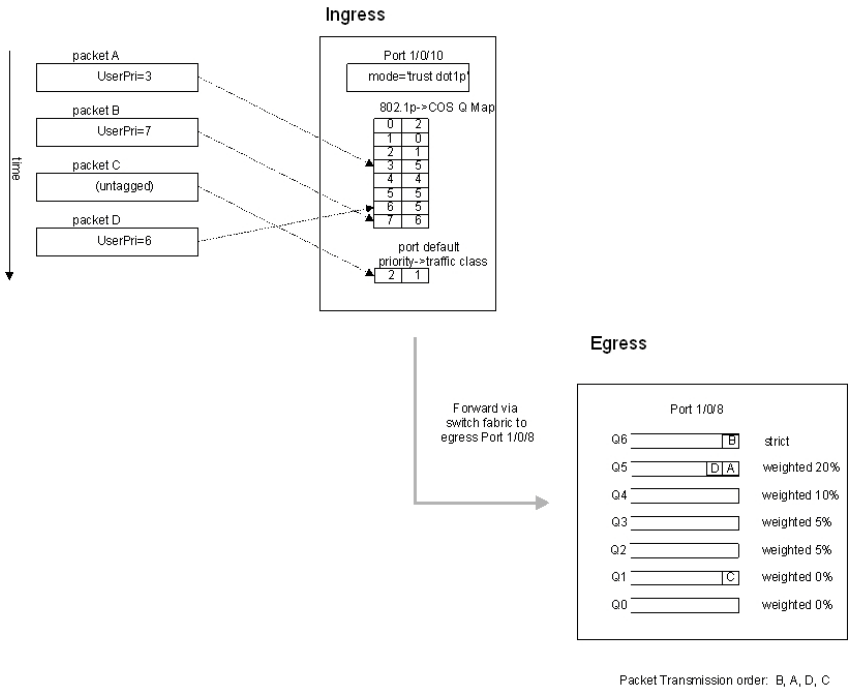 Ingress
packet A
UserPri=3
packet B
UserPri=7
packet C
(untagged)
packet D
UserPri=6
time
Port 1/0/10
mode='trust dot1p'
802.1p->COS Q Map
0 2
1 0
2 1
3 5
4 4
5 5
6 5
7 6
port default
priority->traffic class
2 1
Forward via
switch fabric to
egress Port 1/0/8
Egress
Port 1/0/8
Q6 B strict
Q5 D A weighted 20%
Q4 weighted 10%
Q3 weighted 5%
Q2 weighted 5%
Q1 C weighted 0%
Q0 weighted 0%
Packet Transmission order: B, A, D, C